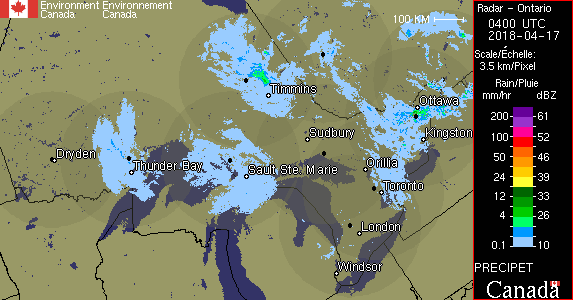 Environment Environnement
Canada Canada
100 KM
Timmins
Ottawa
Sudbury
Kingston
Dryden
Thunder Bay
Sault Ste. Marie
Orillia
Toronto
London
Windsor
Radar - Ontario
0400 UTC
2018-04-17
Scale/Échelle:
3.5 km/Pixel
Rain/Pluie
mm/hr dBZ
200 61
100 52
50 46
24 39
12 33
4 26
0.1 10
PRECIPET
Canada